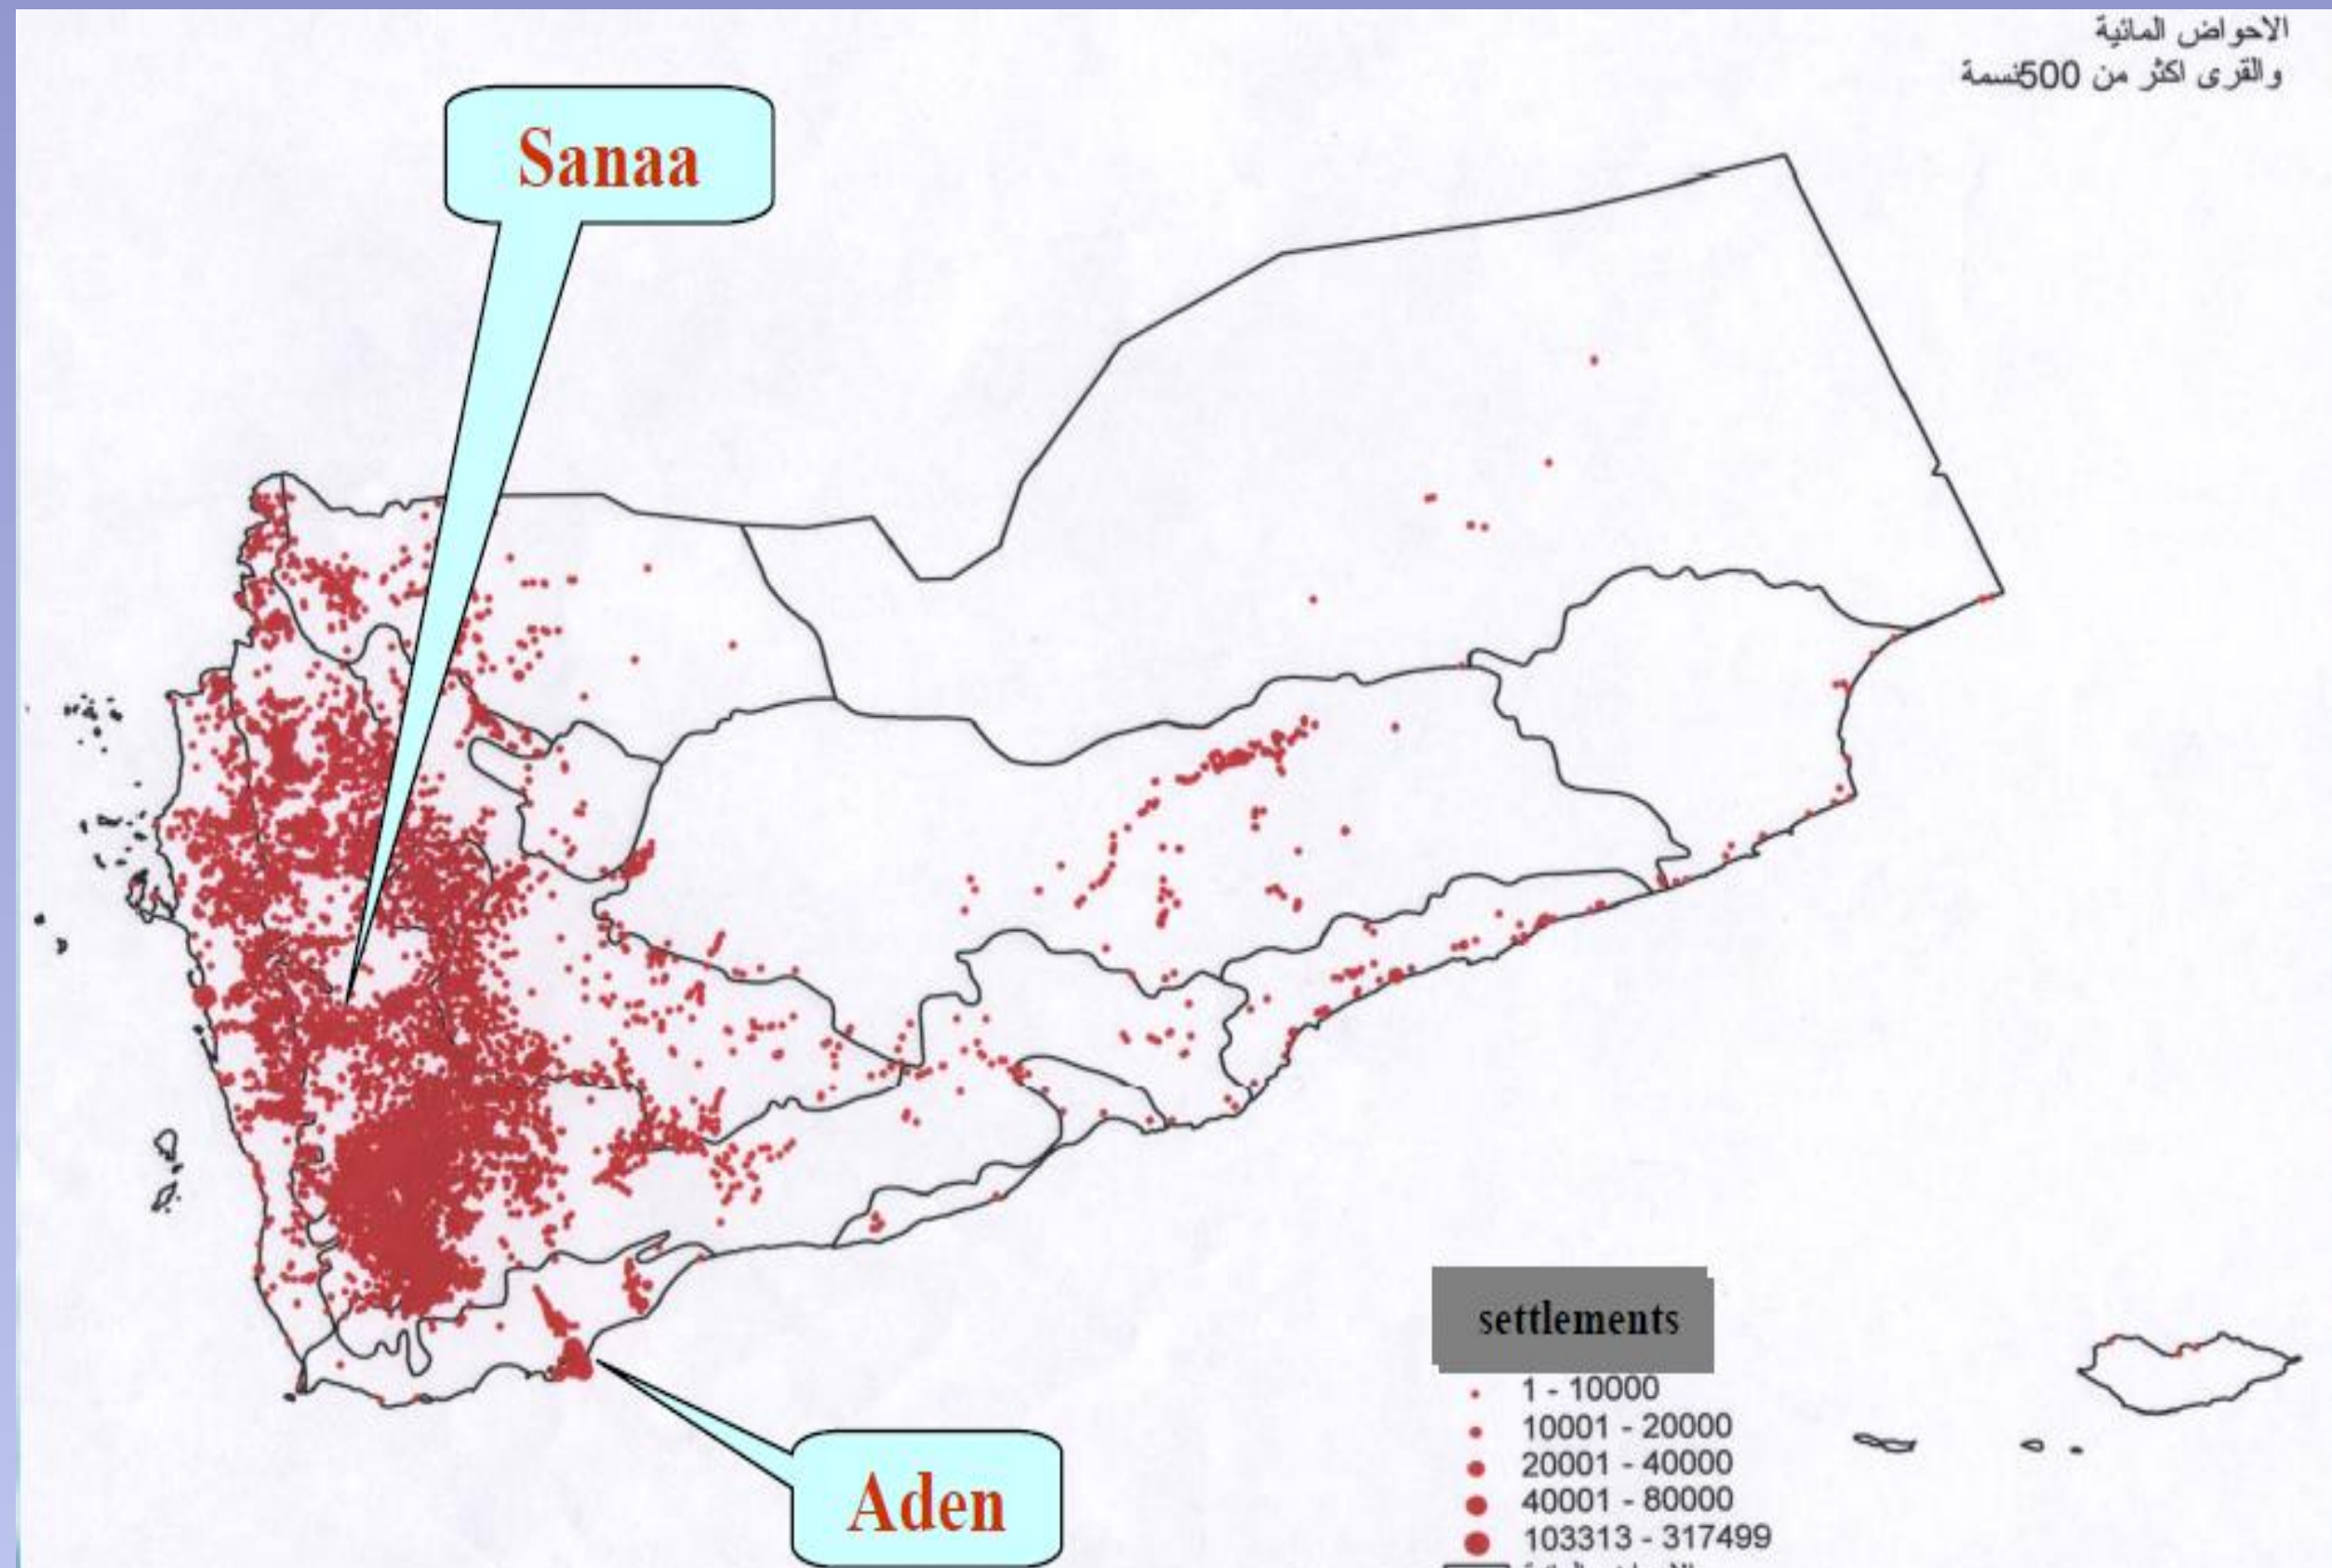 الاحواض المائية
والقرى اكثر من 500نسمة
Sanaa
settlements
1 - 10000
10001 - 20000
20001 - 40000
40001 - 80000
103313 - 317499
Aden